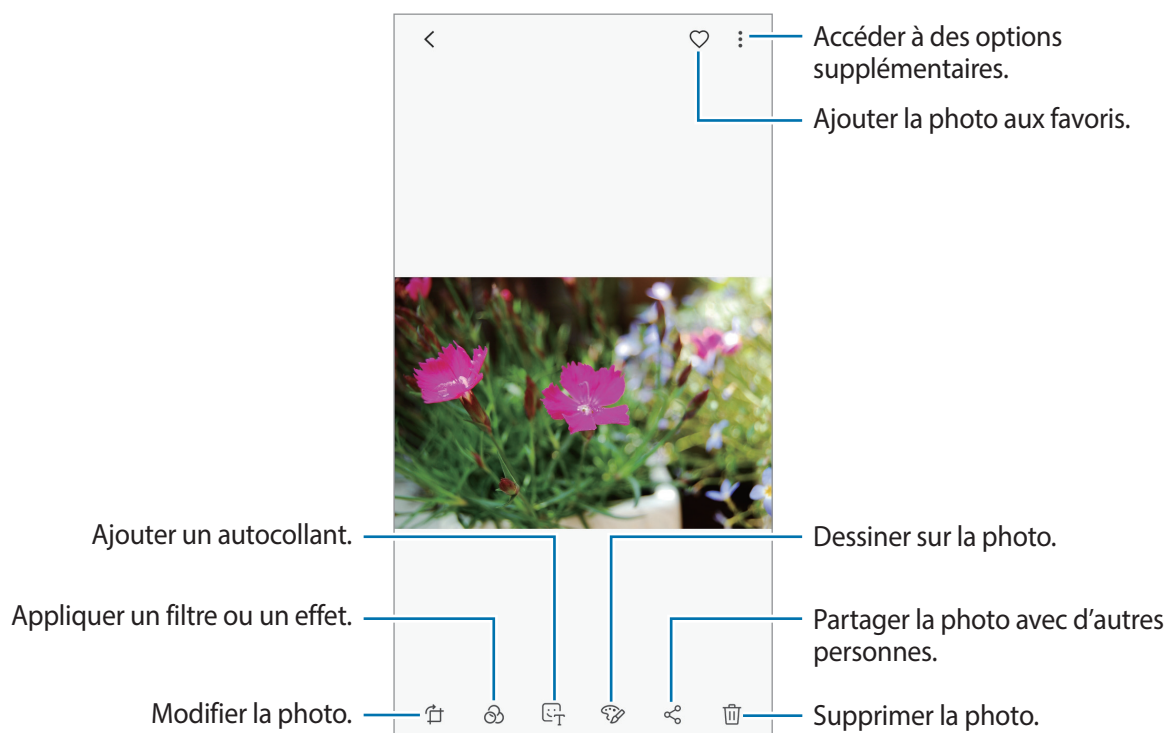 Accéder à des options
supplémentaires.
Ajouter la photo aux favoris.
Ajouter un autocollant.
Dessiner sur la photo.
Appliquer un filtre ou un effet.
Partager la photo avec d’autres
personnes.
Modifier la photo.
Supprimer la photo.